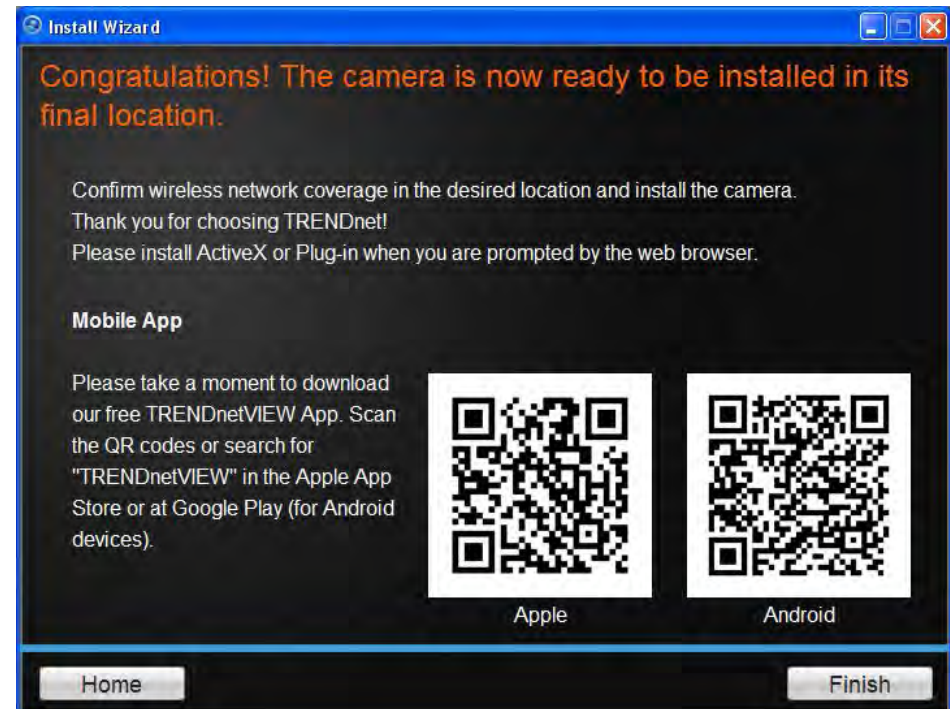 Install Wizard
Congratulations! The camera is now ready to be installed in its
final location.
Confirm wireless network coverage in the desired location and install the camera.
Thank you for choosing TRENDnet!
Please install ActiveX or Plug-in when you are prompted by the web browser.
Mobile App
Please take a moment to download
our free TRENDnetVIEW App. Scan
the QR codes or search for
"TRENDnetVIEW" in the Apple App
Store or at Google Play (for Android
devices).
Apple
Android
Home
Finish